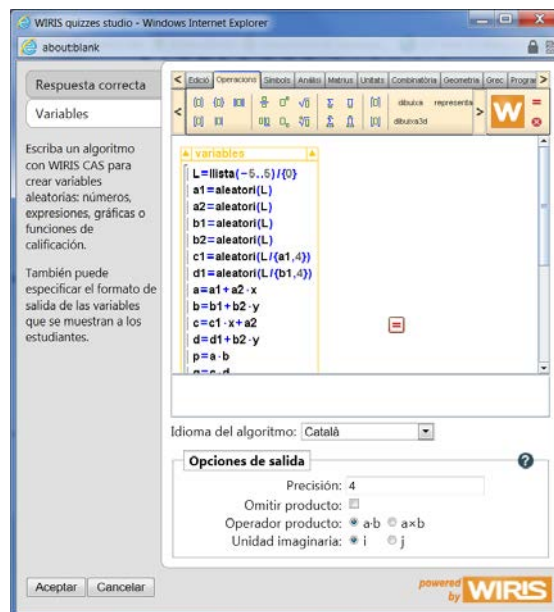 WIRIS quizzes studio - Windows Internet Explorer
about:blank
Respuesta correcta
Variables
Escriba un algoritmo
con WIRIS CAS para
crear variables
aleatorias: números,
expresiones, gráficas o
funciones de
calificación.
También puede
especificar el formato de
salida de las variables
que se muestran a los
estudiantes.
Edició Operacions Símbols Anàlisi Matrius Unitats Combinatòria Geometria Grec Programa
dibuixa representa
dibuixa3d
variables
L=llista(-5..5)/{0}
a1=aleatori(L)
a2=aleatori(L)
b1=aleatori(L)
b2=aleatori(L)
c1=aleatori(L/{a1,4})
d1=aleatori(L/{b1,4})
a=a1+a2·x
b=b1+b2·y
c=c1·x+a2
d=d1+b2·y
p=a·b
q=c·d
Idioma del algoritmo: Català
Opciones de salida
Precisión: 4
Omitir producto:
Operador producto: a·b a×b
Unidad imaginaria: i j
Aceptar Cancelar
powered by WIRIS